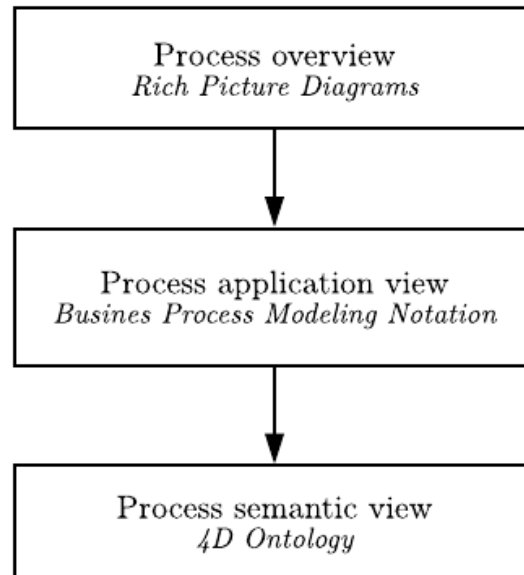 Process overview
Rich Picture Diagrams
Process application view
Busines Process Modeling Notation
Process semantic view
4D Ontology